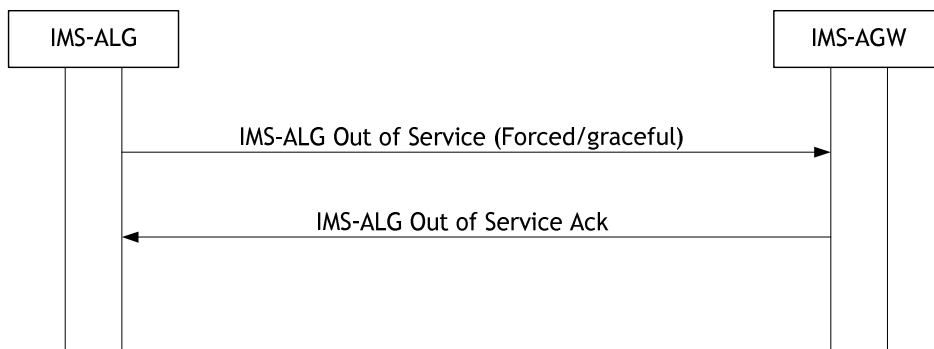 IMS-ALG
IMS-AGW
IMS-ALG Out of Service (Forced/graceful)
IMS-ALG Out of Service Ack